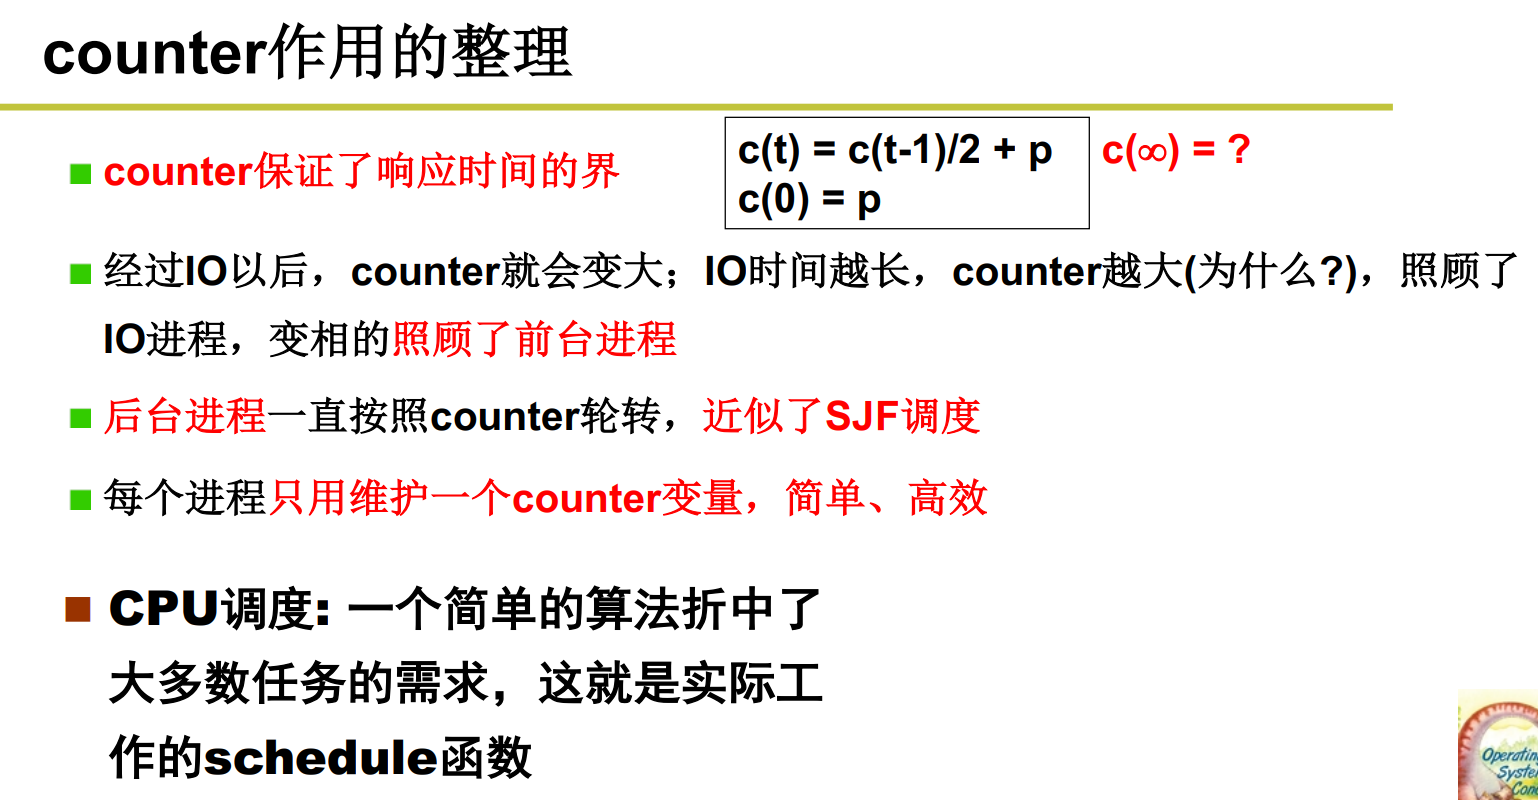 counter作用的整理
counter保证了响应时间的界
c(t) = c(t-1)/2 + p
c(0) = p
c(∞) = ?
经过IO以后，counter就会变大；IO时间越长，counter越大(为什么?)，照顾了
IO进程，变相的照顾了前台进程
后台进程一直按照counter轮转，近似了SJF调度
每个进程只用维护一个counter变量，简单、高效
CPU调度: 一个简单的算法折中了
大多数任务的需求，这就是实际工
作的schedule函数